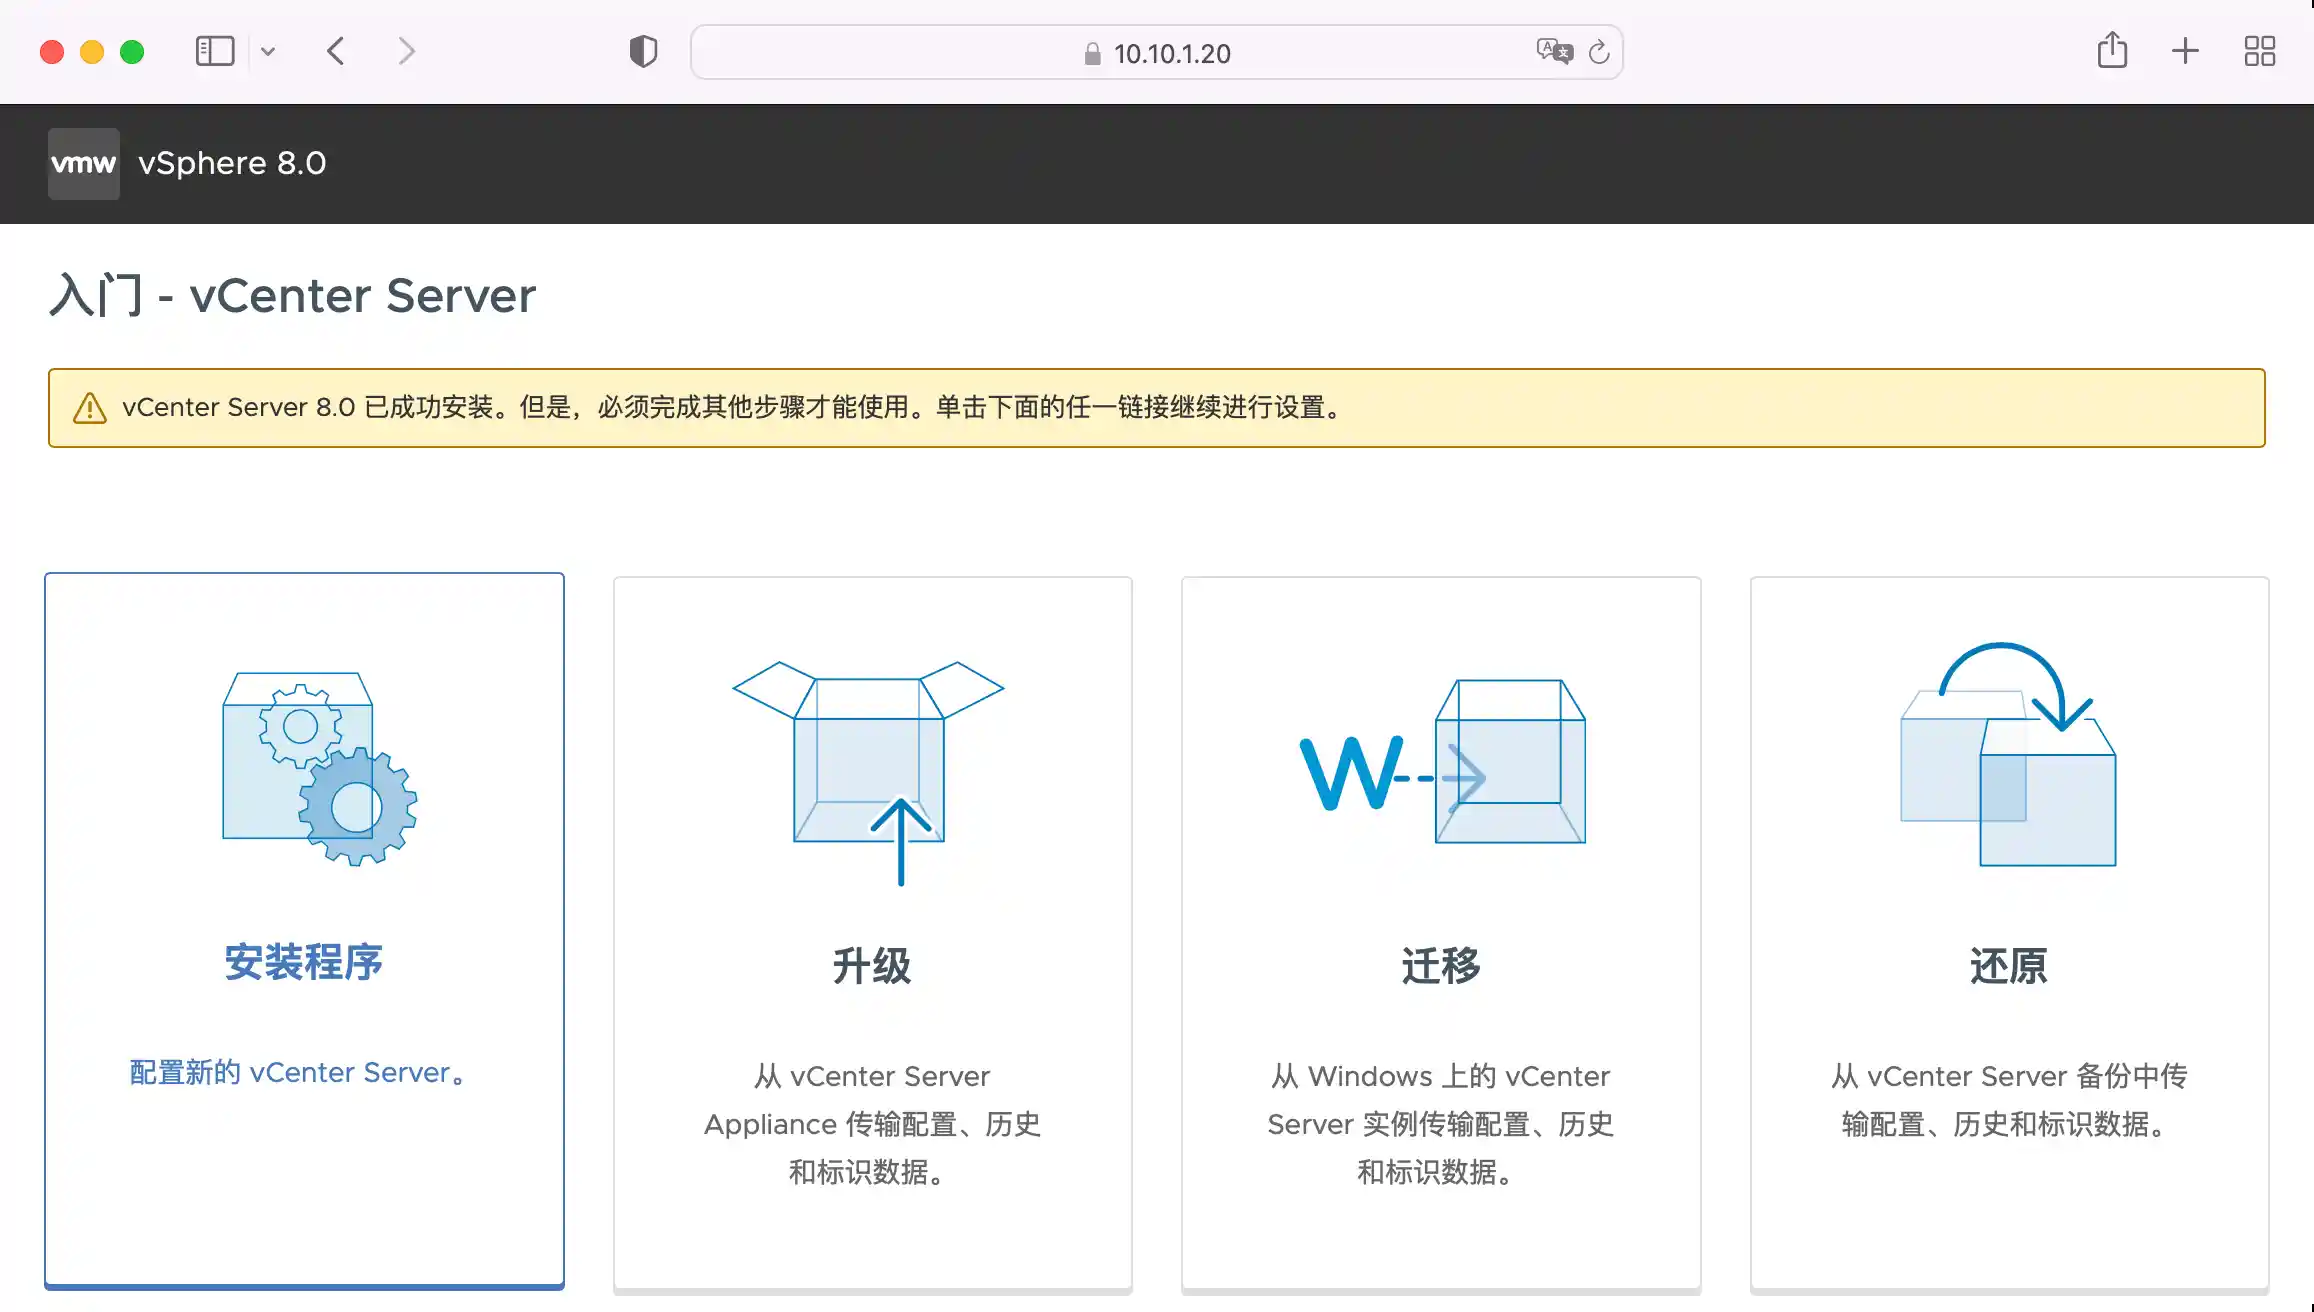 10.10.1.20
vmw vSphere 8.0
入门 - vCenter Server
vCenter Server 8.0 已成功安装。但是，必须完成其他步骤才能使用。单击下面的任一链接继续进行设置。
安装程序
配置新的 vCenter Server。
升级
从 vCenter Server
Appliance 传输配置、历史
和标识数据。
W
迁移
从 Windows 上的 vCenter
Server 实例传输配置、历史
和标识数据。
还原
从 vCenter Server 备份中传
输配置、历史和标识数据。